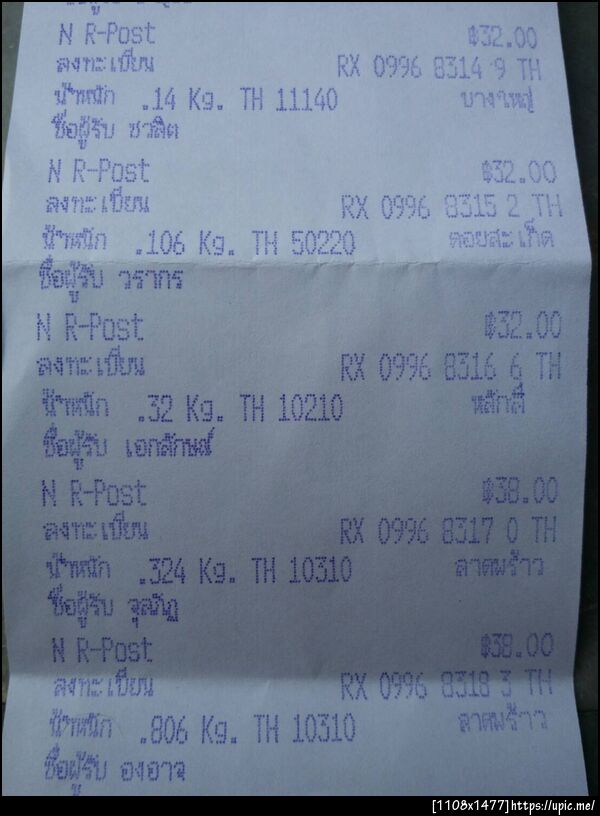 N R-Post ฿32.00
ลงทะเบียน RX 0996 8314 9 TH
น้ำหนัก .14 Kg. TH 11140 บางใหญ่
ชื่อผู้รับ ชวลิต
N R-Post ฿32.00
ลงทะเบียน RX 0996 8315 2 TH
น้ำหนัก .106 Kg. TH 50220 ดอยสะเก็ด
ชื่อผู้รับ วรากร
N R-Post ฿32.00
ลงทะเบียน RX 0996 8316 6 TH
น้ำหนัก .32 Kg. TH 10210 หลักสี่
ชื่อผู้รับ เอกลักษณ์
N R-Post ฿38.00
ลงทะเบียน RX 0996 8317 0 TH
น้ำหนัก .324 Kg. TH 10310 ลาดพร้าว
ชื่อผู้รับ
N R-Post ฿38.00
ลงทะเบียน RX 0996 8318 3 TH
น้ำหนัก .806 Kg. TH 10310 ลาดพร้าว
ชื่อผู้รับ องอาจ
[1108x1477]https://upic.me/